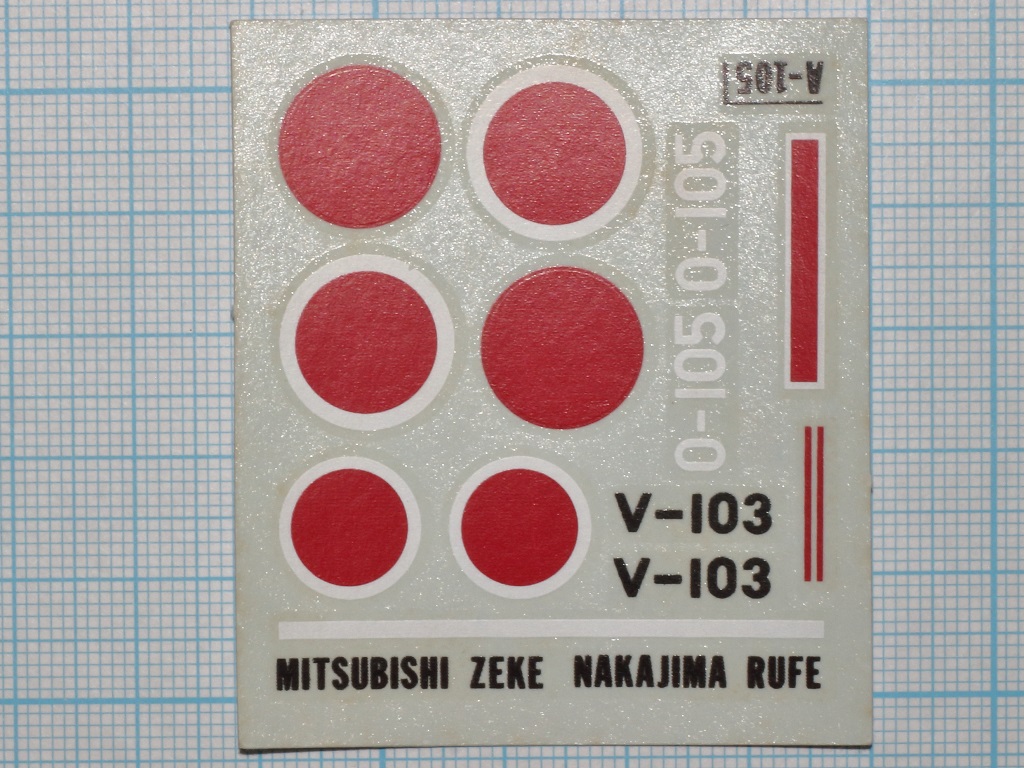 A-105
0-105
0-105
V-103
V-103
MITSUBISHI ZEKE NAKAJIMA RUFE